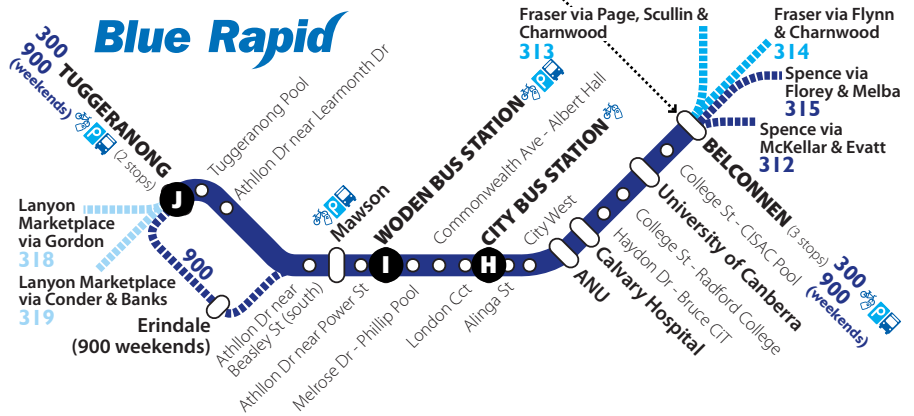 Blue Rapid
300
900
(weekends)
TUGGERANONG
(2 stops)
J
Tuggeranong Pool
Athllon Dr near Learmonth Dr
Lanyon
Marketplace
via Gordon
318
Lanyon Marketplace
via Conder & Banks
319
900
Erindale
(900 weekends)
Athllon Dr near
Beasley St (south)
Mawson
Athllon Dr near Power St
WODEN BUS STATION
I
Melrose Dr - Phillip Pool
Commonwealth Ave - Albert Hall
London Cct
CITY BUS STATION
H
Alinga St
City West
ANU
Calvary Hospital
Haydon Dr - Bruce CIT
College St - Radford College
University of Canberra
College St - CISAC Pool
BELCONNEN
(3 stops)
300
900
(weekends)
Fraser via Page, Scullin &
Charnwood
313
Fraser via Flynn
& Charnwood
314
Spence via
Florey & Melba
315
Spence via
McKellar & Evatt
312
P
P
P
P